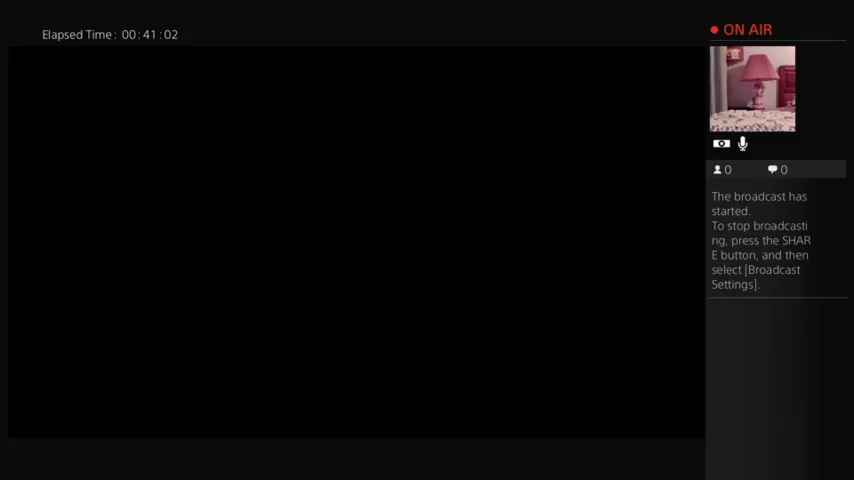 Elapsed Time: 00:41:02
ON AIR
0 0
The broadcast has
started.
To stop broadcasti
ng, press the SHAR
E button, and then
select [Broadcast
Settings].